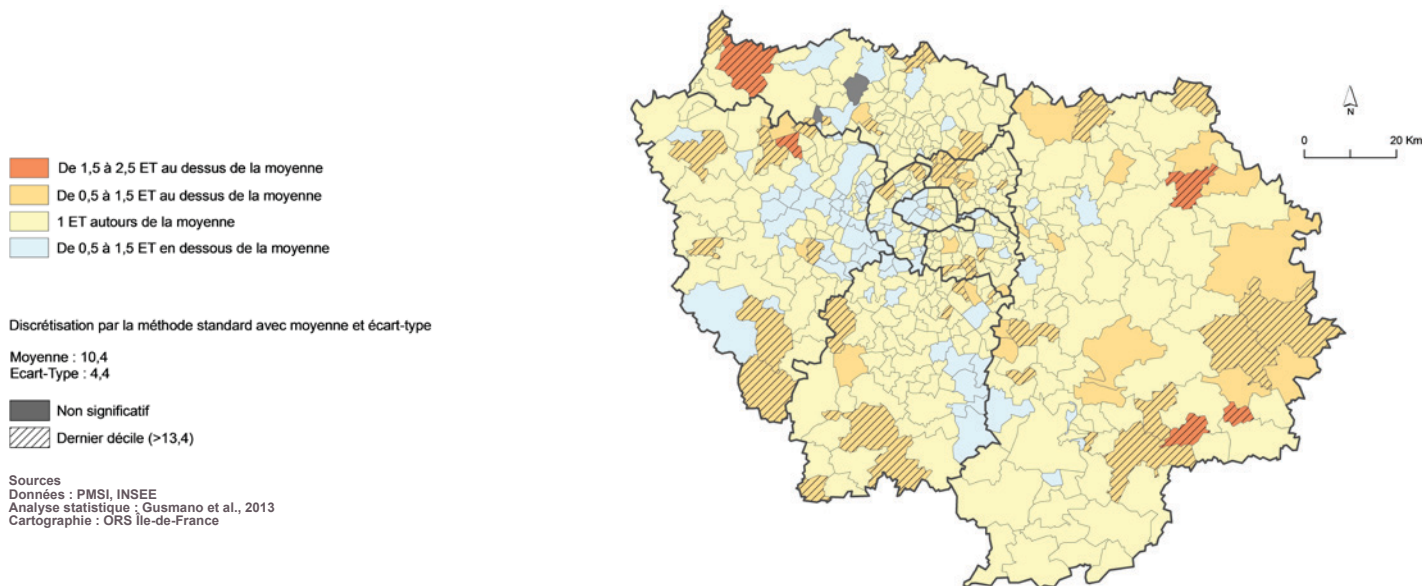 N
0
20 Km
De 1,5 à 2,5 ET au dessus de la moyenne
De 0,5 à 1,5 ET au dessus de la moyenne
1 ET autours de la moyenne
De 0,5 à 1,5 ET en dessous de la moyenne
Discrétisation par la méthode standard avec moyenne et écart-type
Moyenne : 10,4
Ecart-Type : 4,4
Non significatif
Dernier décile (>13,4)
Sources
Données : PMSI, INSEE
Analyse statistique : Gusmano et al., 2013
Cartographie : ORS Île-de-France